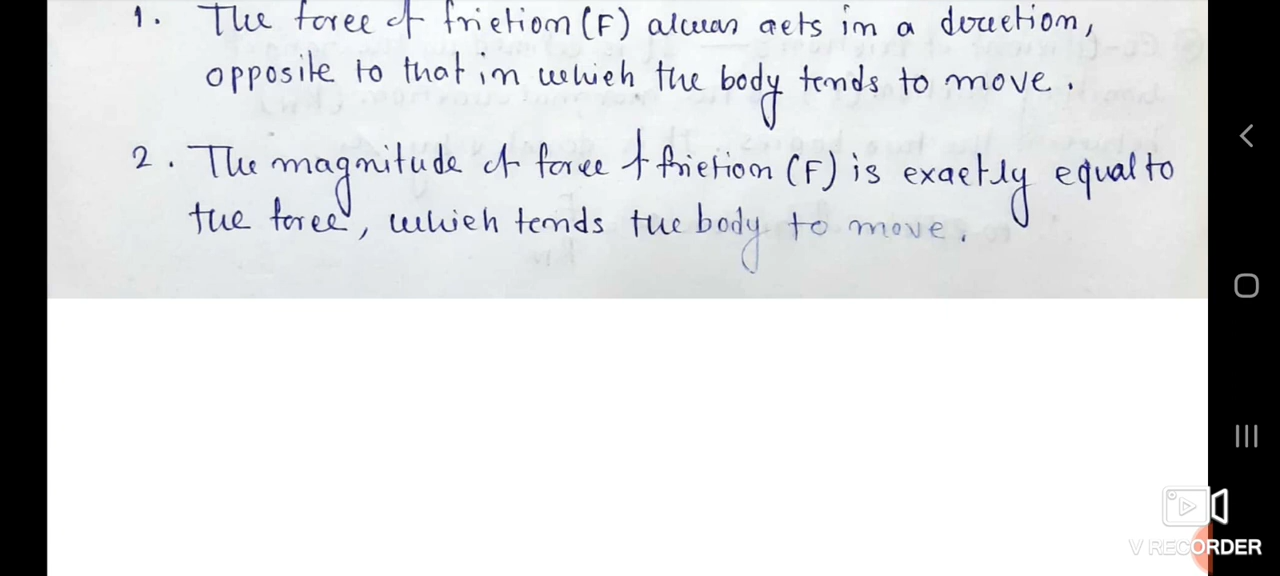 1. The force of friction (F) always acts in a direction,
opposite to that in which the body tends to move.
2. The magnitude of force of friction (F) is exactly equal to
the force, which tends the body to move.
V RECORDER